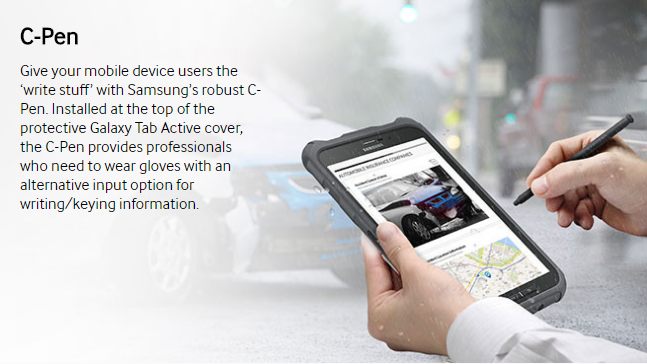 C-Pen
Give your mobile device users the
‘write stuff’ with Samsung’s robust C-
Pen. Installed at the top of the
protective Galaxy Tab Active cover,
the C-Pen provides professionals
who need to wear gloves with an
alternative input option for
writing/keying information.
SAMSUNG
AUTOMOBILE INSURANCE COMPANIES